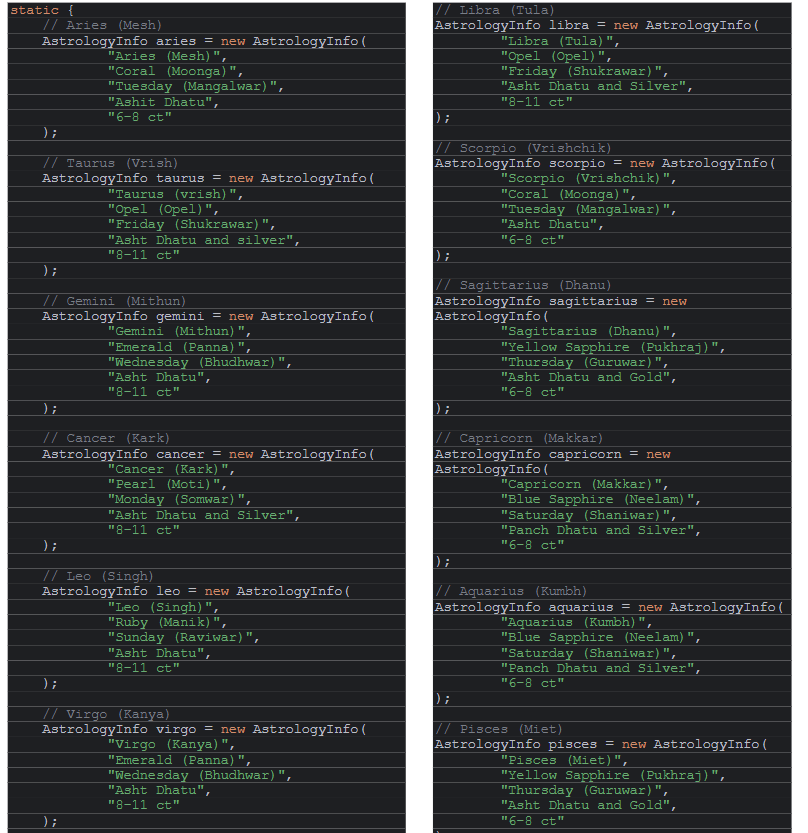 static {
// Aries (Mesh)
AstrologyInfo aries = new AstrologyInfo(
"Aries (Mesh)",
"Coral (Moonga)",
"Tuesday (Mangalwar)",
"Ashit Dhatu",
"6-8 ct"
);
// Taurus (Vrish)
AstrologyInfo taurus = new AstrologyInfo(
"Taurus (vrish)",
"Opel (Opel)",
"Friday (Shukrawar)",
"Asht Dhatu and silver",
"8-11 ct"
);
// Gemini (Mithun)
AstrologyInfo gemini = new AstrologyInfo(
"Gemini (Mithun)",
"Emerald (Panna)",
"Wednesday (Bhudhwar)",
"Asht Dhatu",
"8-11 ct"
);
// Cancer (Kark)
AstrologyInfo cancer = new AstrologyInfo(
"Cancer (Kark)",
"Pearl (Moti)",
"Monday (Somwar)",
"Asht Dhatu and Silver",
"8-11 ct"
);
// Leo (Singh)
AstrologyInfo leo = new AstrologyInfo(
"Leo (Singh)",
"Ruby (Manik)",
"Sunday (Raviwar)",
"Asht Dhatu",
"8-11 ct"
);
// Virgo (Kanya)
AstrologyInfo virgo = new AstrologyInfo(
"Virgo (Kanya)",
"Emerald (Panna)",
"Wednesday (Bhudhwar)",
"Asht Dhatu",
"8-11 ct"
);
// Libra (Tula)
AstrologyInfo libra = new AstrologyInfo(
"Libra (Tula)",
"Opel (Opel)",
"Friday (Shukrawar)",
"Asht Dhatu and Silver",
"8-11 ct"
);
// Scorpio (Vrishchik)
AstrologyInfo scorpio = new AstrologyInfo(
"Scorpio (Vrishchik)",
"Coral (Moonga)",
"Tuesday (Mangalwar)",
"Asht Dhatu",
"6-8 ct"
);
// Sagittarius (Dhanu)
AstrologyInfo sagittarius = new
AstrologyInfo(
"Sagittarius (Dhanu)",
"Yellow Sapphire (Pukhraj)",
"Thursday (Guruwar)",
"Asht Dhatu and Gold",
"6-8 ct"
);
// Capricorn (Makkar)
AstrologyInfo capricorn = new
AstrologyInfo(
"Capricorn (Makkar)",
"Blue Sapphire (Neelam)",
"Saturday (Shaniwar)",
"Panch Dhatu and Silver",
"6-8 ct"
);
// Aquarius (Kumbh)
AstrologyInfo aquarius = new AstrologyInfo(
"Aquarius (Kumbh)",
"Blue Sapphire (Neelam)",
"Saturday (Shaniwar)",
"Panch Dhatu and Silver",
"6-8 ct"
);
// Pisces (Miet)
AstrologyInfo pisces = new AstrologyInfo(
"Pisces (Miet)",
"Yellow Sapphire (Pukhraj)",
"Thursday (Guruwar)",
"Asht Dhatu and Gold",
"6-8 ct"